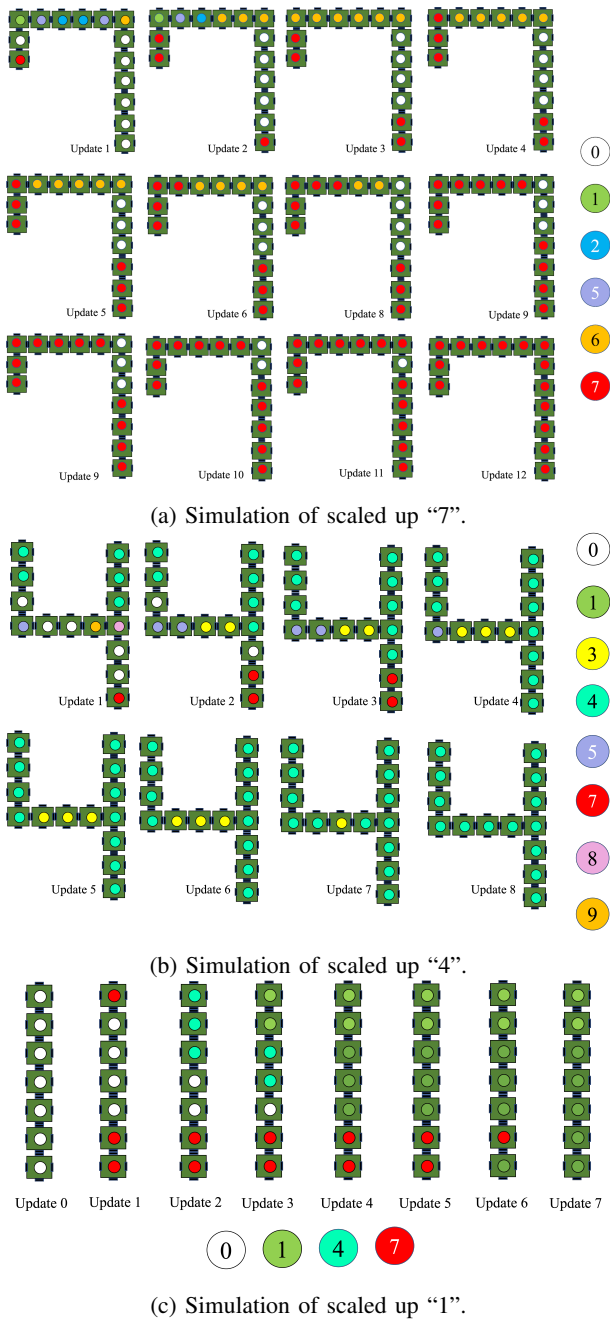 Update 1
Update 2
Update 3
Update 4
0
1
2
5
6
7
Update 5
Update 6
Update 8
Update 9
Update 9
Update 10
Update 11
Update 12
(a) Simulation of scaled up “7”.
0
1
3
4
5
7
8
9
Update 1
Update 2
Update 3
Update 4
Update 5
Update 6
Update 7
Update 8
(b) Simulation of scaled up “4”.
Update 0
Update 1
Update 2
Update 3
Update 4
Update 5
Update 6
Update 7
0
1
4
7
(c) Simulation of scaled up “1”.